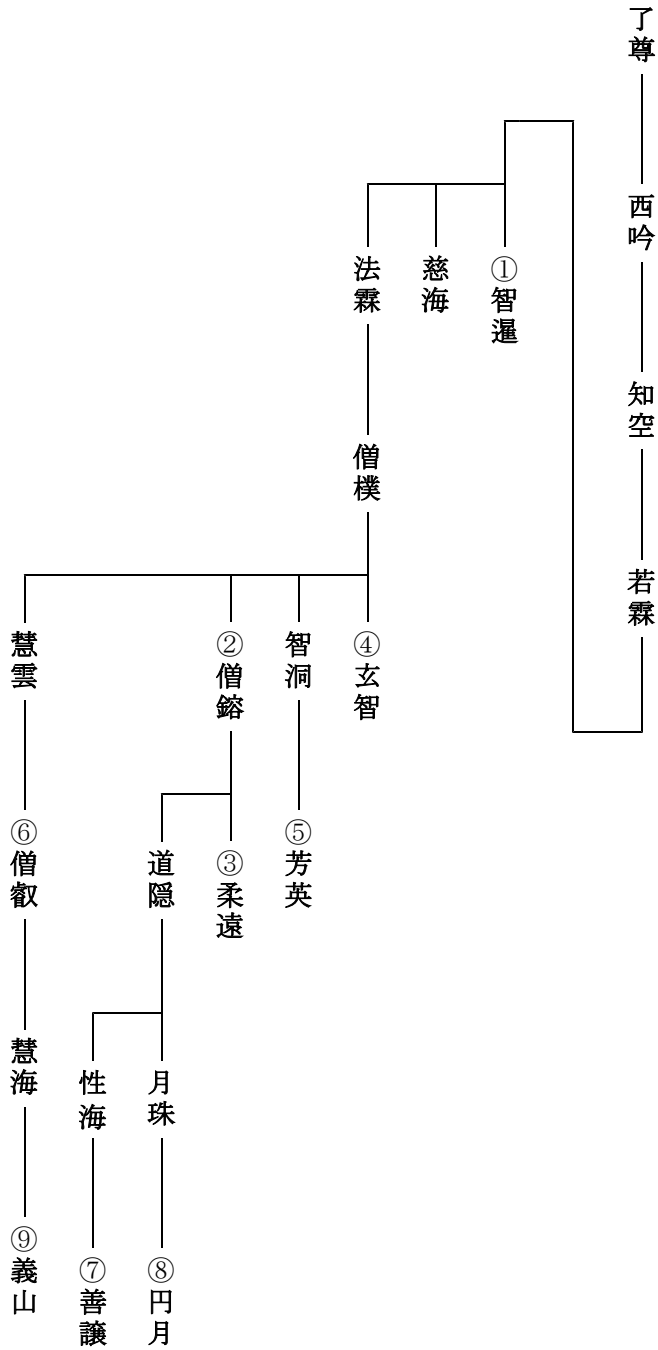 了尊
西吟
知空
若霖
①智暹
慈海
法霖
僧樸
④玄智
智洞
②僧鎔
慧雲
⑤芳英
③柔遠
道隠
⑥僧叡
月珠
性海
慧海
⑧円月
⑦善譲
⑨義山